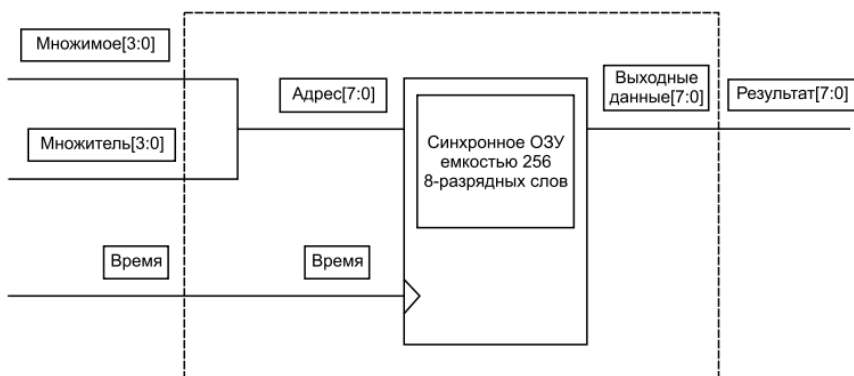 Множимое[3:0]
Адрес[7:0]
Выходные
данные[7:0]
Результат[7:0]
Множитель[3:0]
Синхронное ОЗУ
емкостью 256
8-разрядных слов
Время
Время